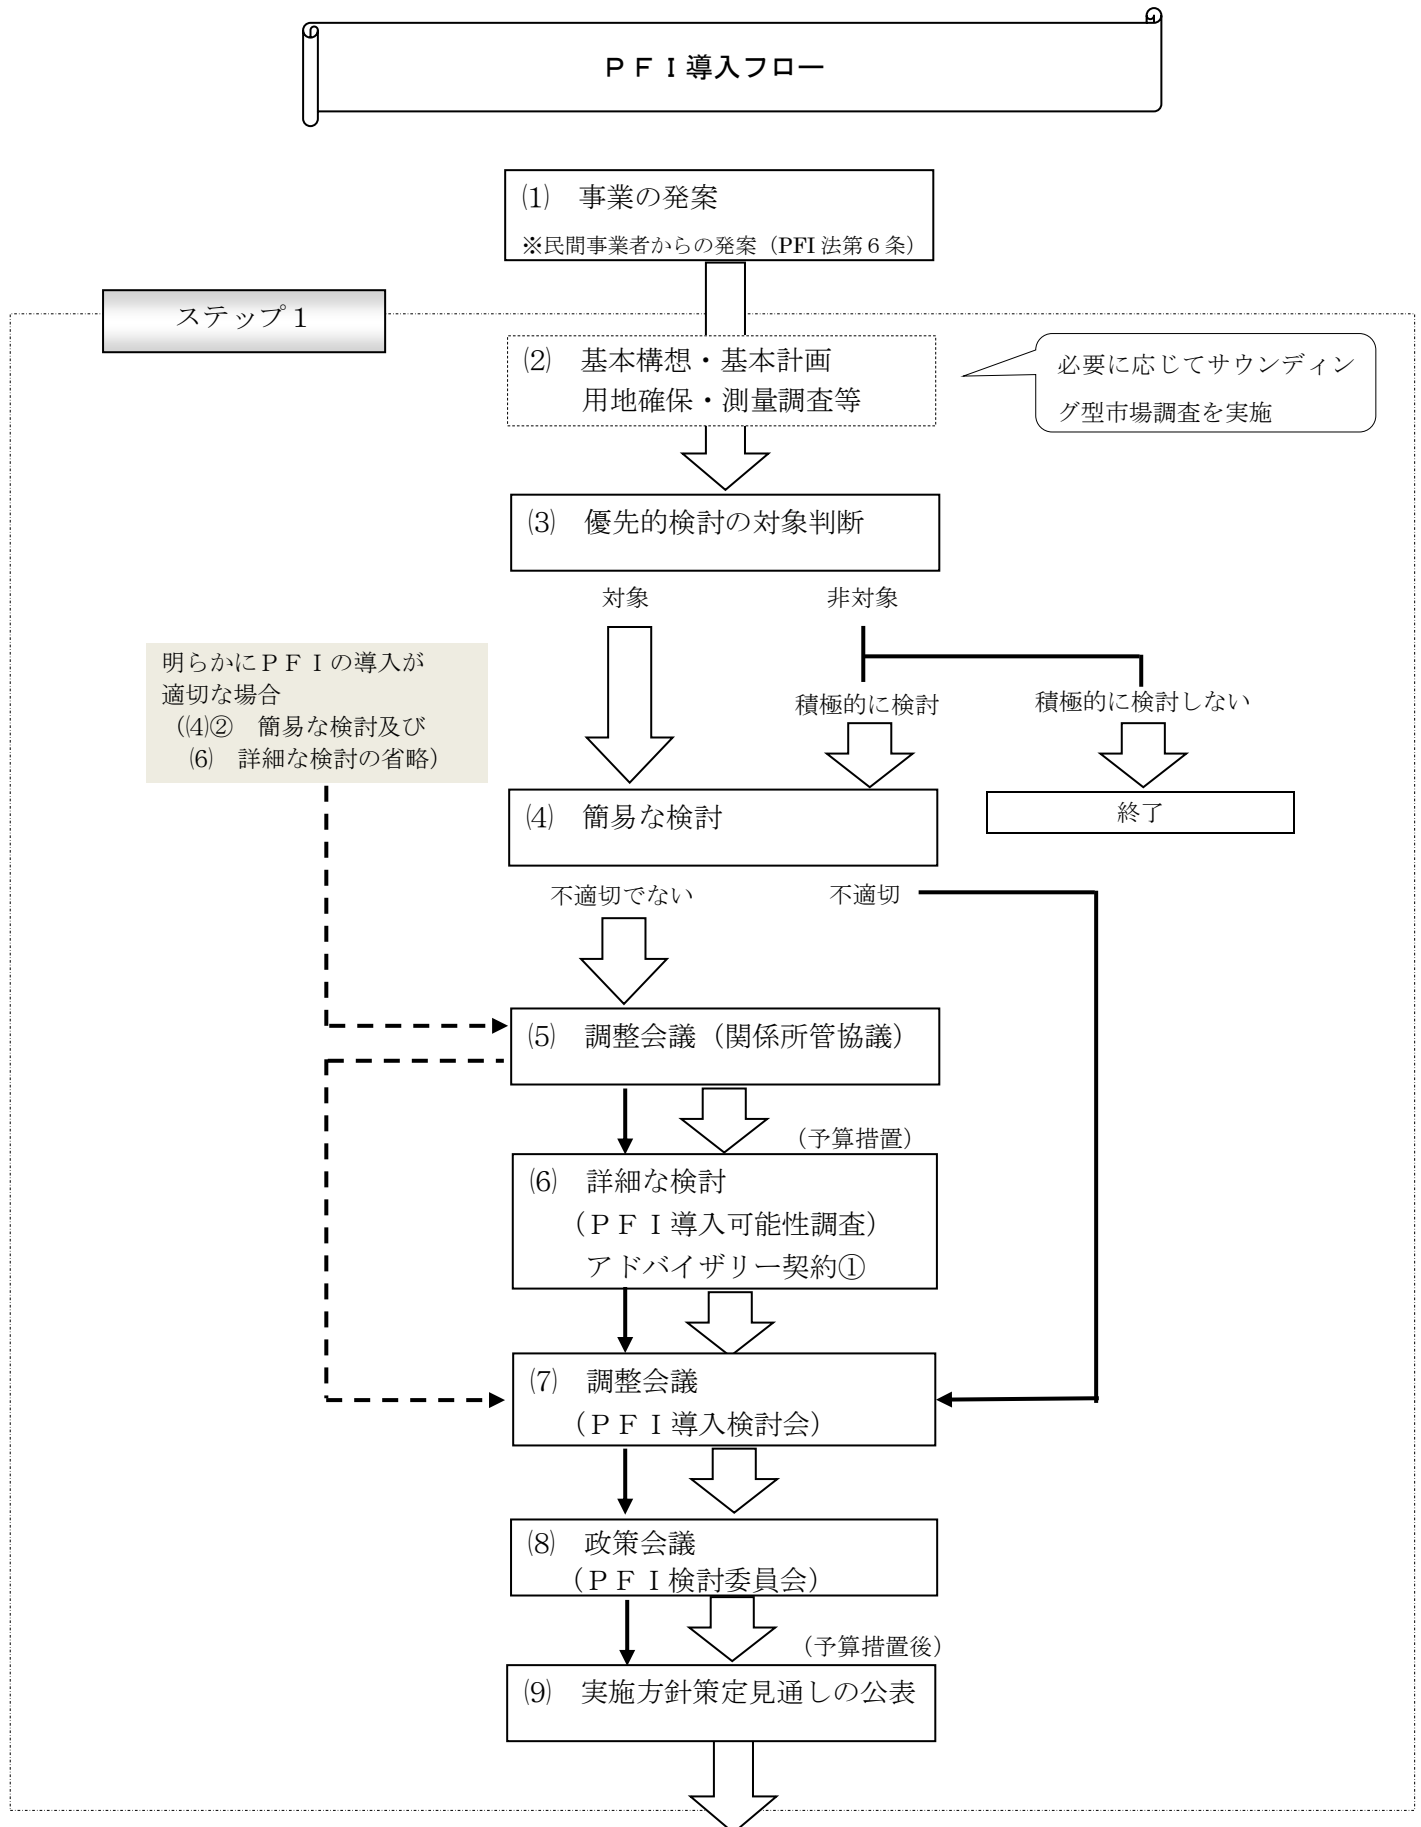 ＰＦＩ導入フロー
⑴　事業の発案
※民間事業者からの発案（PFI 法第６条）
ステップ１
⑵　基本構想・基本計画
用地確保・測量調査等
必要に応じてサウンディン
グ型市場調査を実施
⑶　優先的検討の対象判断
対象
非対象
明らかにＰＦＩの導入が
適切な場合
（⑷②　簡易な検討及び
⑹　詳細な検討の省略）
積極的に検討
積極的に検討しない
⑷　簡易な検討
終了
不適切でない
不適切
⑸　調整会議（関係所管協議）
（予算措置）
⑹　詳細な検討
（ＰＦＩ導入可能性調査）
アドバイザリー契約①
⑺　調整会議
（ＰＦＩ導入検討会）
⑻　政策会議
（ＰＦＩ検討委員会）
（予算措置後）
⑼　実施方針策定見通しの公表